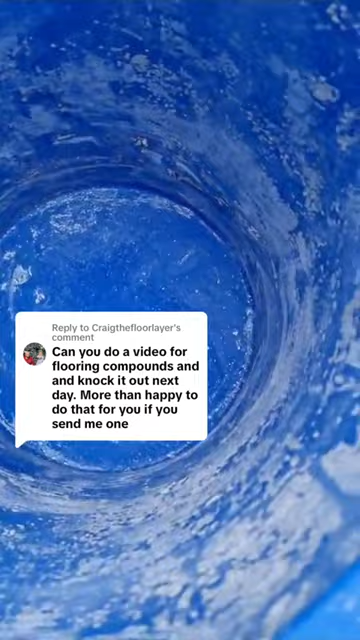 Reply to Craigthefloorlayer's
comment
Can you do a video for
flooring compounds and
and knock it out next
day. More than happy to
do that for you if you
send me one